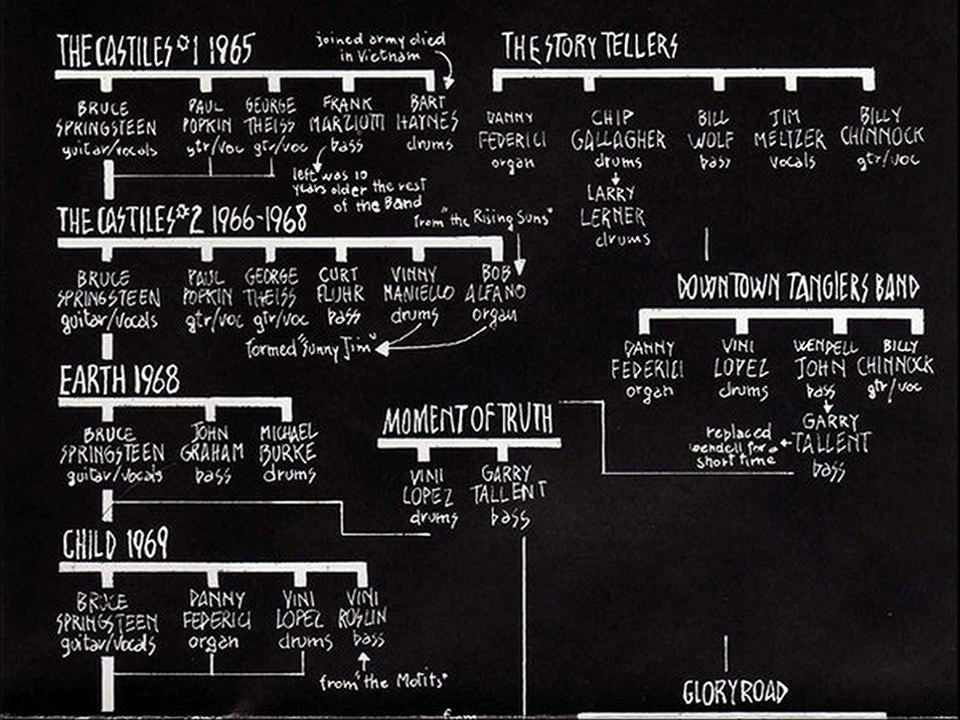 THE CASTILES #1 1965
joined army died
in Vietnam
BRUCE
SPRINGSTEEN
guitar/vocals
PAUL
POPKIN
gtr/voc
GEORGE
THEISS
gtr/voc
FRANK
MARZIOTTI
bass
BART
HAYNES
drums
left was 10
years older the rest
of the Band
THE STORY TELLERS
DANNY
FEDERICI
organ
CHIP
GALLAGHER
drums
LARRY
LERNER
drums
BILL
WOLF
bass
JIM
MELTZER
vocals
BILLY
CHINNOCK
gtr/voc
THE CASTILES #2 1966-1968
from "the Rising Suns"
BRUCE
SPRINGSTEEN
guitar/vocals
PAUL
POPKIN
gtr/voc
GEORGE
THEISS
gtr/voc
CURT
FLUHR
bass
VINNY
MANIELLO
drums
BOB
ALFANO
organ
formed "Sunny Jim"
DOWNTOWN TANGIERS BAND
DANNY
FEDERICI
organ
VINI
LOPEZ
drums
WENDELL
JOHN
bass
BILLY
CHINNOCK
gtr/voc
GARRY
TALLENT
bass
replaced
wendell for a
short time
EARTH 1968
BRUCE
SPRINGSTEEN
guitar/vocals
JOHN
GRAHAM
bass
MICHAEL
BURKE
drums
MOMENT OF TRUTH
VINI
LOPEZ
drums
GARRY
TALLENT
bass
CHILD 1969
BRUCE
SPRINGSTEEN
guitar/vocals
DANNY
FEDERICI
organ
VINI
LOPEZ
drums
VINI
ROSLIN
bass
from "the Motifs"
GLORY ROAD
from